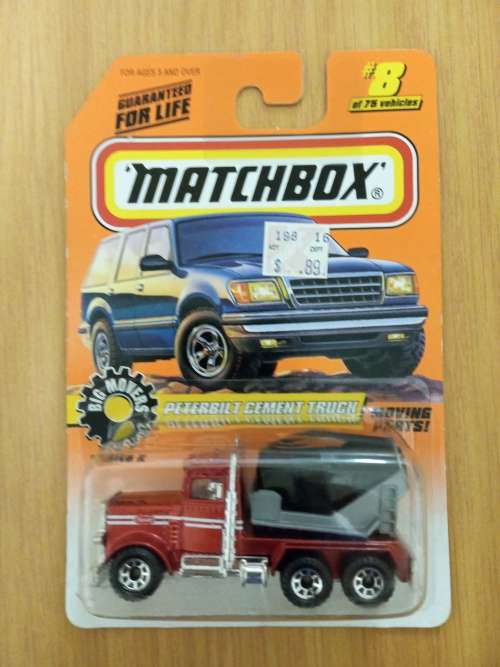 FOR AGES 3 AND OVER
GUARANTEED
FOR LIFE
#8
of 75 vehicles
MATCHBOX®
198 16
DEPT
$ .89
BIG MOVERS
PETERBILT CEMENT TRUCK
MOVING
PARTS!